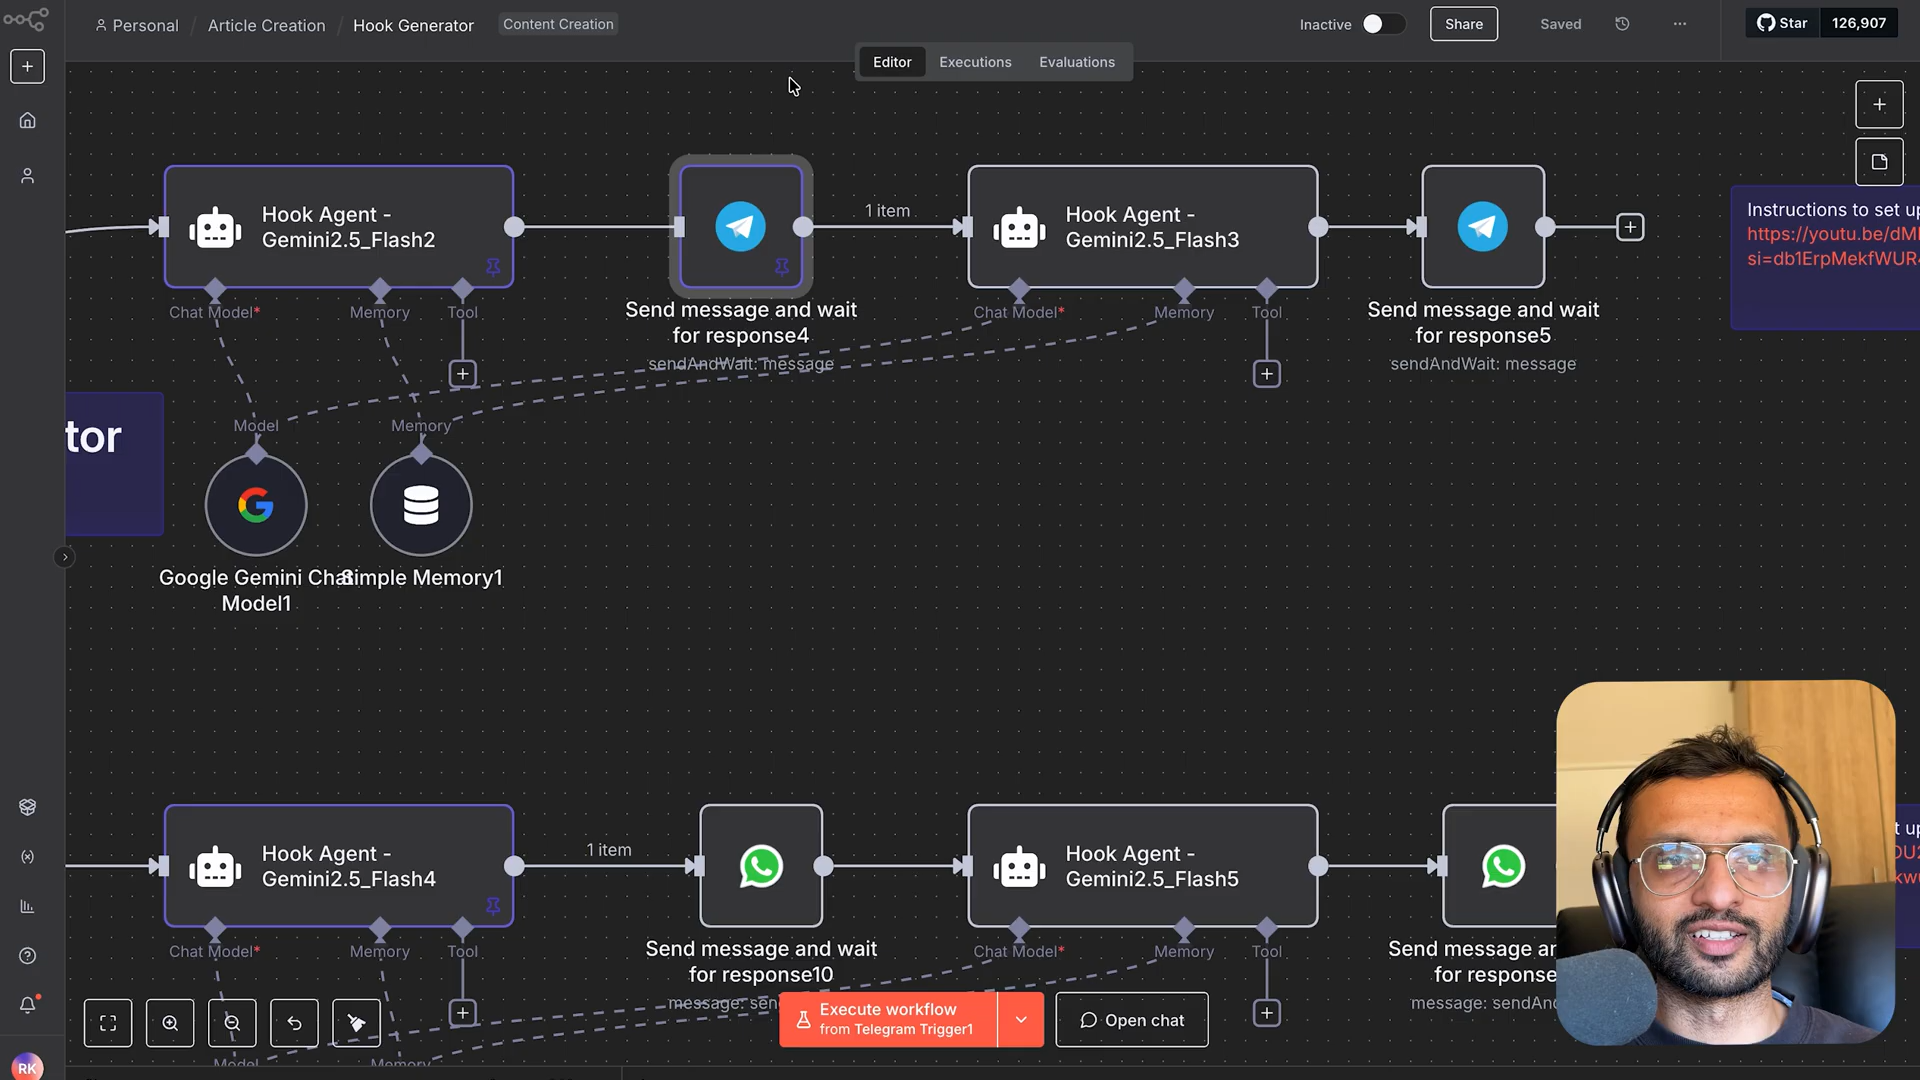 Personal / Article Creation / Hook Generator
Content Creation
Inactive
Share
Saved
Star 126,907
Editor Executions Evaluations
Hook Agent -
Gemini2.5_Flash2
Chat Model*
Memory
Tool
1 item
Send message and wait
for response4
sendAndWait: message
Hook Agent -
Gemini2.5_Flash3
Chat Model*
Memory
Tool
Send message and wait
for response5
sendAndWait: message
Instructions to set up
https://youtu.be/
si=db1ErpMekfWUR
tor
Model
Memory
Google Gemini Chat
Model1
Simple Memory1
Hook Agent -
Gemini2.5_Flash4
Chat Model*
Memory
Tool
1 item
Send message and wait
for response10
message:
Hook Agent -
Gemini2.5_Flash5
Chat Model*
Memory
Tool
Send message
for response
message:
t up
Model
Memory
Execute workflow
from Telegram Trigger1
Open chat
RK